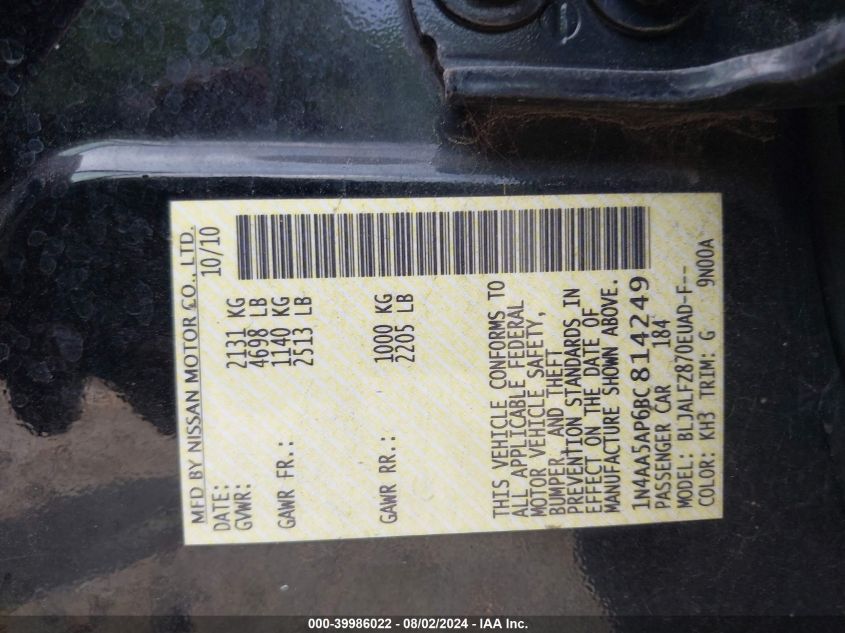 MFD BY NISSAN MOTOR CO., LTD.
DATE: 10/10
GVWR: 2131 KG
4698 LB
GAWR FR.: 1140 KG
2513 LB
GAWR RR.: 1000 KG
2205 LB
THIS VEHICLE CONFORMS TO
ALL APPLICABLE FEDERAL
MOTOR VEHICLE SAFETY,
BUMPER, AND THEFT
PREVENTION STANDARDS IN
EFFECT ON THE DATE OF
MANUFACTURE SHOWN ABOVE.
1N4AA5AP6BC814249
PASSENGER CAR 184
MODEL: BLJALFZ870EUAD-F--
COLOR: KH3 TRIM: G 9N00A
000-39986022 - 08/02/2024 - IAA Inc.